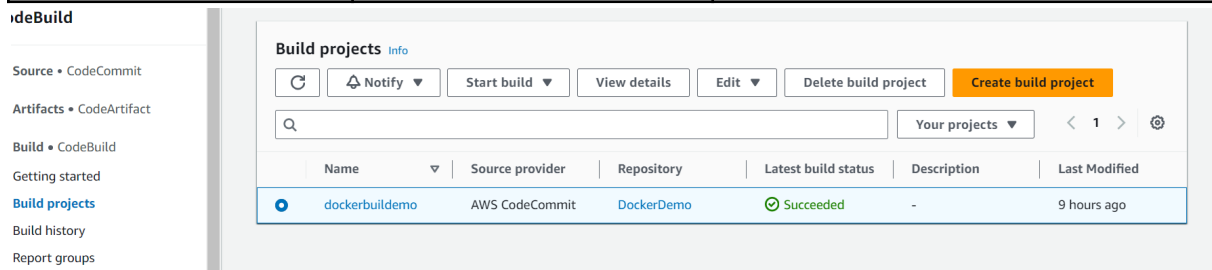 odeBuild
Source • CodeCommit
Artifacts • CodeArtifact
Build • CodeBuild
Getting started
Build projects
Build history
Report groups
Build projects Info
Notify ▼ Start build ▼ View details Edit ▼ Delete build project Create build project
Your projects ▼ < 1 >
Name Source provider Repository Latest build status Description Last Modified
dockerbuildemo AWS CodeCommit DockerDemo Succeeded - 9 hours ago